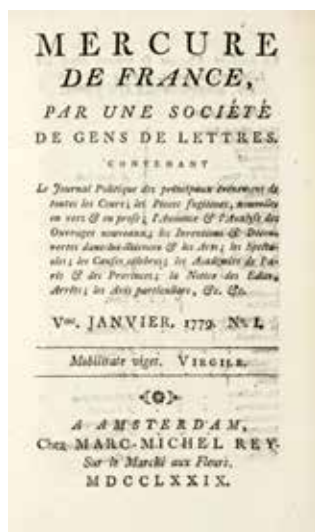 MERCURE
DE FRANCE,
PAR UNE SOCIÉTÉ
DE GENS DE LETTRES.
CONTENANT
Le Journal Politique des principaux événemens de
toutes les Cours; les Pieces fugitives, nouvelles
en vers & en prose; l'Annonce & l'Analyse des
Ouvrages nouveaux; les Inventions & Décou-
vertes dans les Sciences & les Arts; les Specta-
cles; les Causes célebres; les Académies de Pa-
ris & des Provinces; la Notice des Edits,
Arrêts; les Avis particuliers, &c. &c.
JANVIER. 1779. No. I.
Mobilitate viget. VIRGILE.
A AMSTERDAM,
Chez MARC-MICHEL REY.
Sur le Marché aux Fleurs.
MDCCLXXIX.